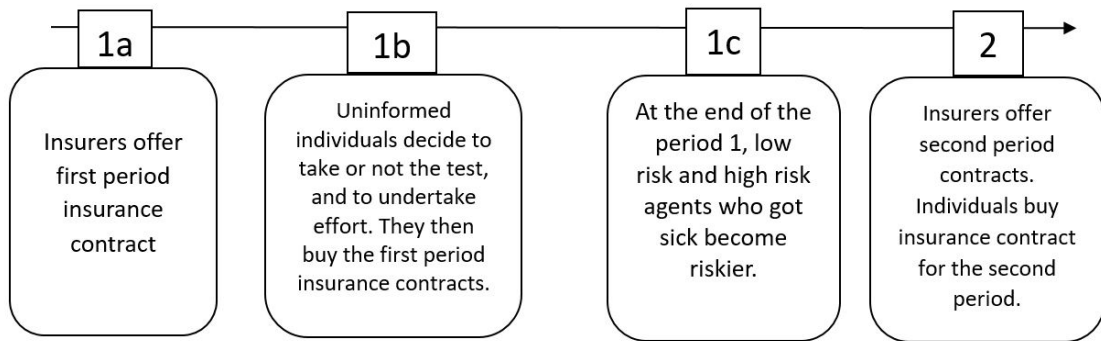 1a
Insurers offer
first period
insurance
contract
1b
Uninformed
individuals decide to
take or not the test,
and to undertake
effort. They then
buy the first period
insurance contracts.
1c
At the end of the
period 1, low
risk and high risk
agents who got
sick become
riskier.
2
Insurers offer
second period
contracts.
Individuals buy
insurance contract
for the second
period.